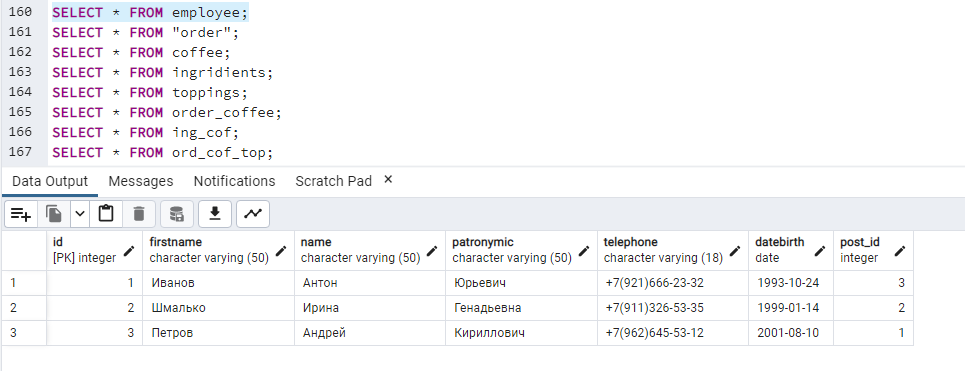 160 SELECT * FROM employee;
161 SELECT * FROM "order";
162 SELECT * FROM coffee;
163 SELECT * FROM ingridients;
164 SELECT * FROM toppings;
165 SELECT * FROM order_coffee;
166 SELECT * FROM ing_cof;
167 SELECT * FROM ord_cof_top;
Data Output Messages Notifications Scratch Pad ×
id firstname name patronymic telephone datebirth post_id
[PK] integer character varying (50) character varying (50) character varying (50) character varying (18) date integer
1 1 Иванов Антон Юрьевич +7(921)666-23-32 1993-10-24 3
2 2 Шмалько Ирина Генадьевна +7(911)326-53-35 1999-01-14 2
3 3 Петров Андрей Кириллович +7(962)645-53-12 2001-08-10 1